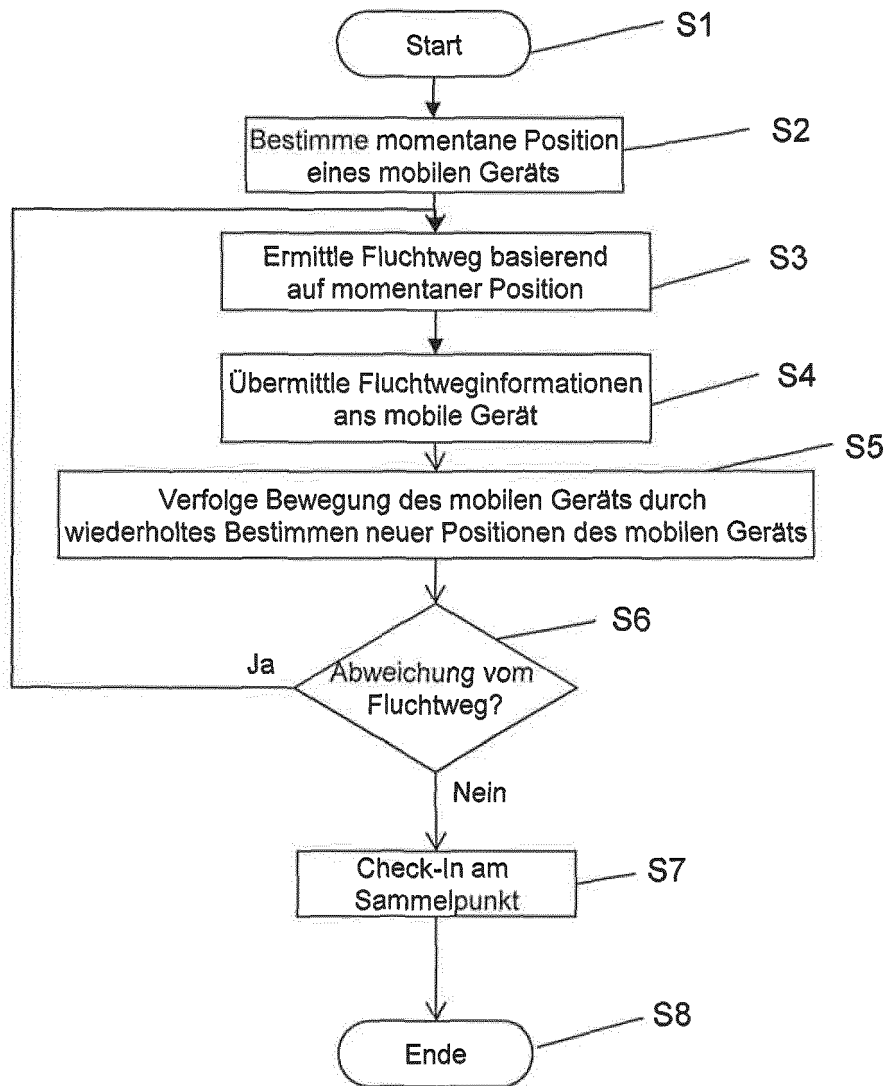 Start
S1
Bestimme momentane Position
eines mobilen Geräts
S2
Ermittle Fluchtweg basierend
auf momentaner Position
S3
Übermittle Fluchtweginformationen
ans mobile Gerät
S4
S5
Verfolge Bewegung des mobilen Geräts durch
wiederholtes Bestimmen neuer Positionen des mobilen Geräts
S6
Ja
Abweichung vom
Fluchtweg?
Nein
Check-In am
Sammelpunkt
S7
S8
Ende